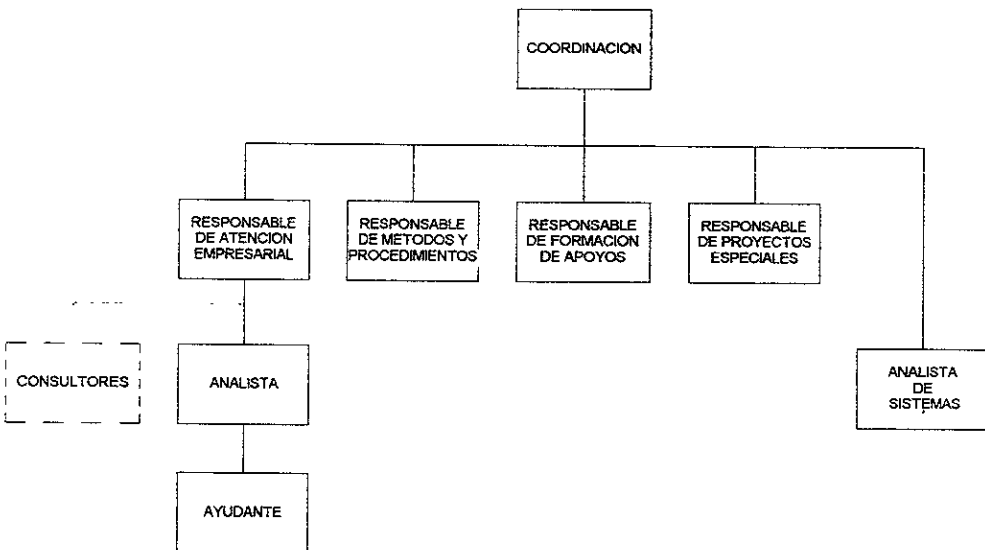 COORDINACION
RESPONSABLE
DE ATENCION
EMPRESARIAL
RESPONSABLE
DE METODOS Y
PROCEDIMIENTOS
RESPONSABLE
DE FORMACION
DE APOYOS
RESPONSABLE
DE PROYECTOS
ESPECIALES
CONSULTORES
ANALISTA
ANALISTA
DE
SISTEMAS
AYUDANTE